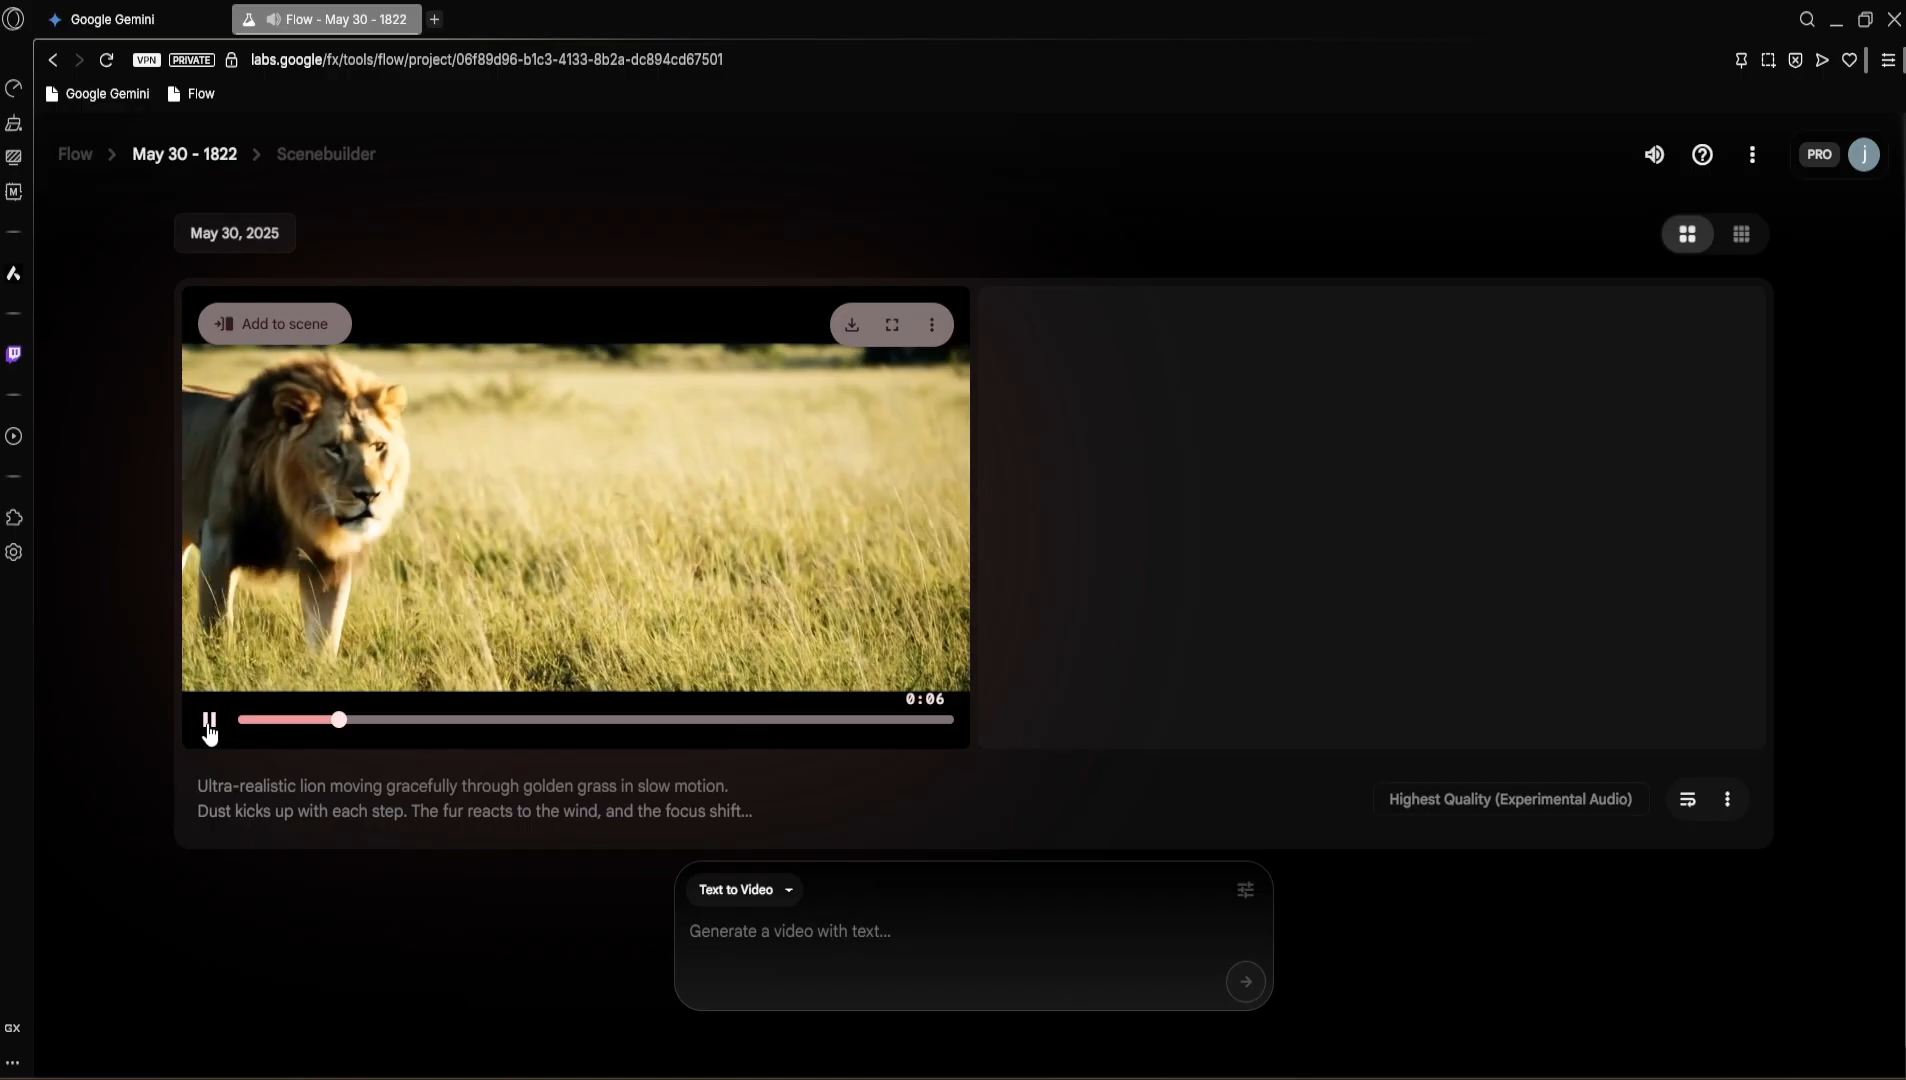 Google Gemini
Flow - May 30 - 1822
VPN PRIVATE labs.google/fx/tools/flow/project/06f89d96-b1c3-4133-8b2a-dc894cd67501
Google Gemini Flow
Flow > May 30 - 1822 > Scenebuilder
PRO j
May 30, 2025
Add to scene
0:06
Ultra-realistic lion moving gracefully through golden grass in slow motion.
Dust kicks up with each step. The fur reacts to the wind, and the focus shift...
Highest Quality (Experimental Audio)
Text to Video
Generate a video with text...
GX